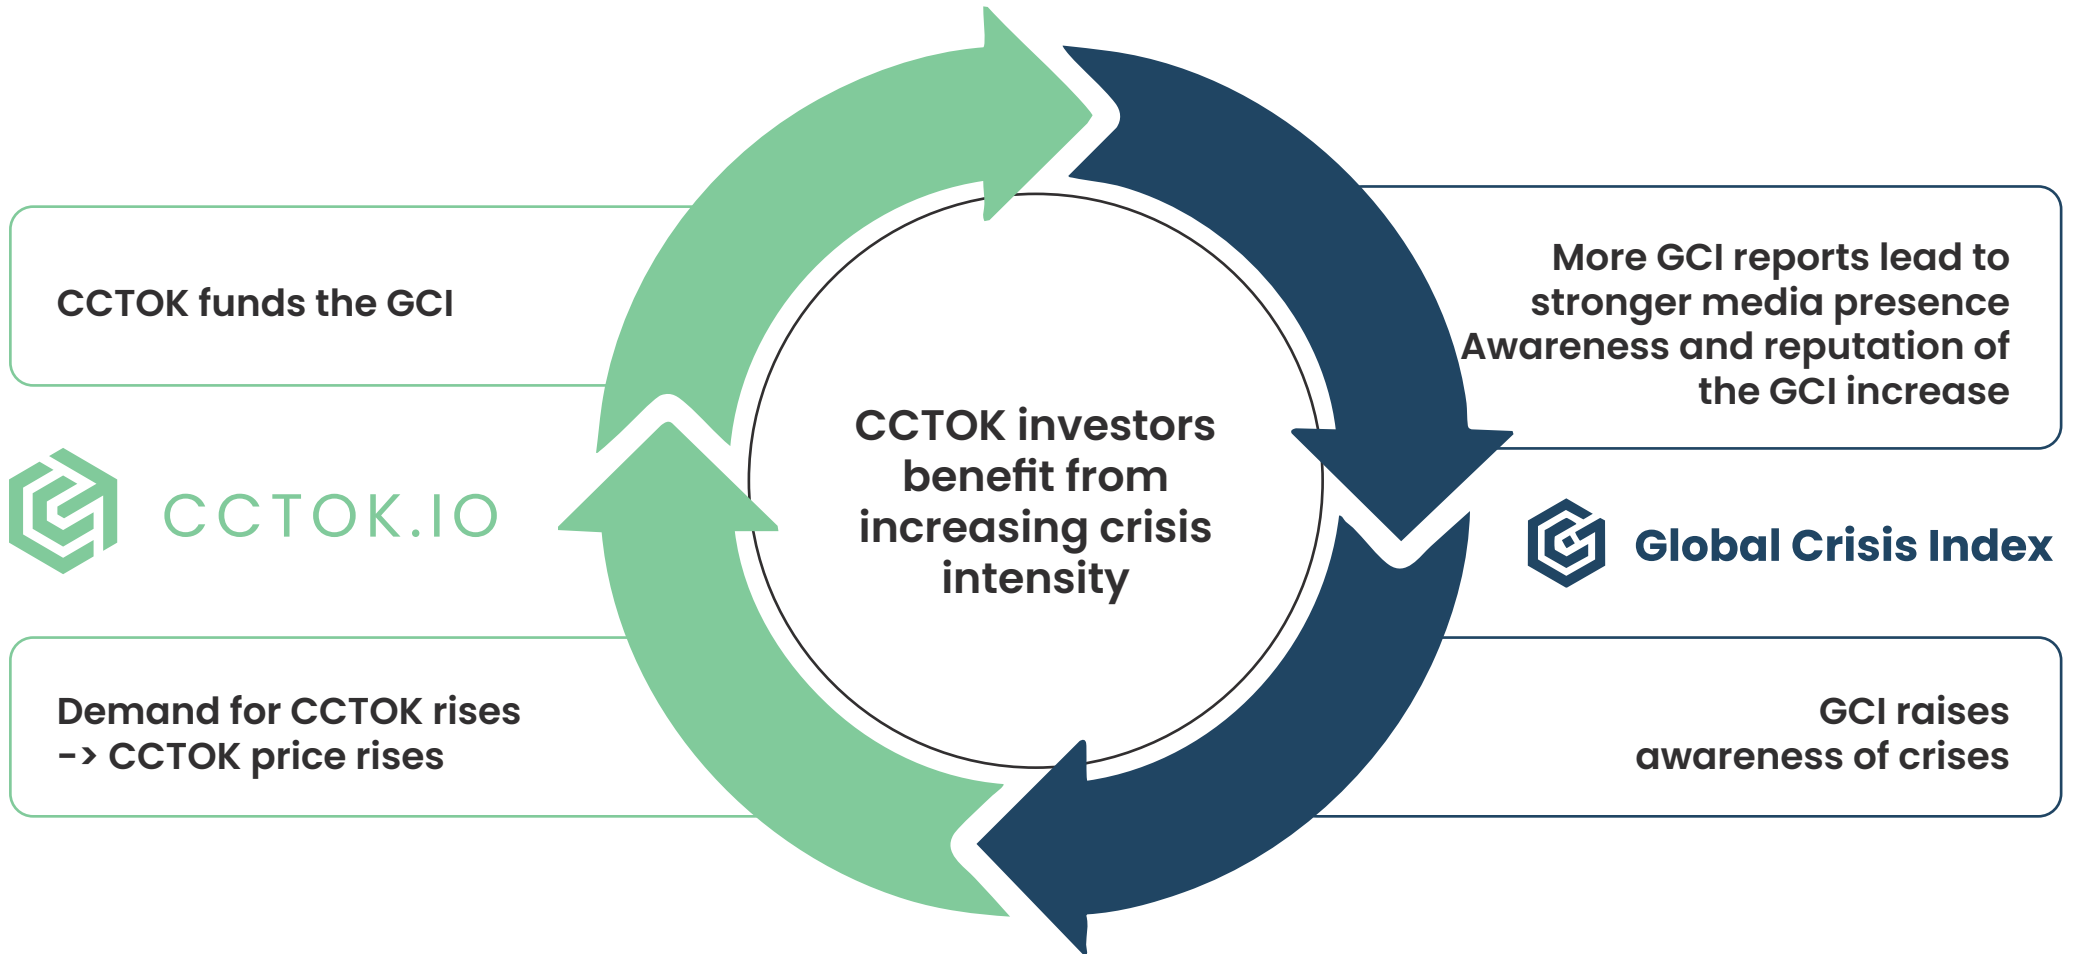 CCTOK funds the GCI
CCTOK.IO
Demand for CCTOK rises
-> CCTOK price rises
CCTOK investors
benefit from
increasing crisis
intensity
More GCI reports lead to
stronger media presence
Awareness and reputation of
the GCI increase
Global Crisis Index
GCI raises
awareness of crises